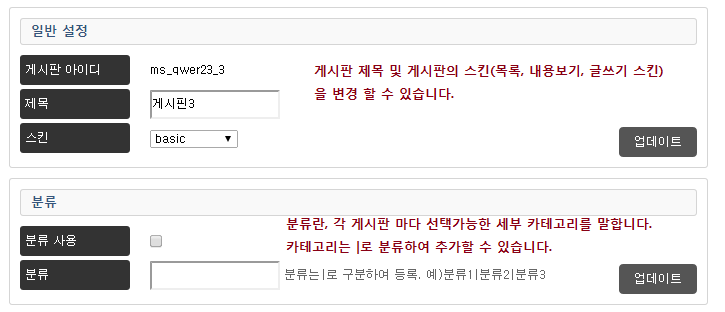 일반 설정
게시판 아이디
ms_qwer23_3
게시판 제목 및 게시판의 스킨(목록, 내용보기, 글쓰기 스킨)
을 변경 할 수 있습니다.
제목
게시핀3
스킨
basic
업데이트
분류
분류란, 각 게시판 마다 선택가능한 세부 카테고리를 말합니다.
카테고리는 |로 분류하여 추가할 수 있습니다.
분류 사용
분류
분류는|로 구분하여 등록. 예)분류1|분류2|분류3
업데이트